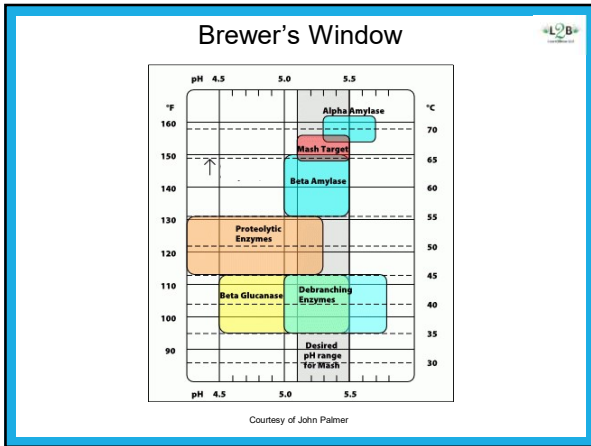 Brewer's Window
L2B
pH 4.5 5.0 5.5
°F °C
Alpha Amylase
160 70
Mash Target
150 65
Beta Amylase
140 60
130 55
Proteolytic
Enzymes
120 50
45
110
Beta Glucanase
Debranching
Enzymes
40
100 35
Desired
pH range
for Mash
90 30
pH 4.5 5.0 5.5
Courtesy of John Palmer